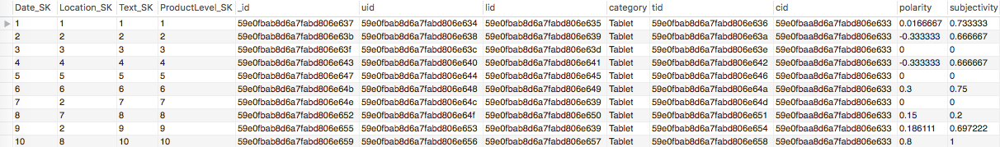 Date_SK Location_SK Text_SK ProductLevel_SK _id uid lid category tid cid polarity subjectivity
1 1 1 1 59e0fbab8d6a7fabd806e637 59e0fbab8d6a7fabd806e634 59e0fbab8d6a7fabd806e635 Tablet 59e0fbab8d6a7fabd806e636 59e0fbaa8d6a7fabd806e633 0.0166667 0.733333
2 2 2 2 59e0fbab8d6a7fabd806e63b 59e0fbab8d6a7fabd806e638 59e0fbab8d6a7fabd806e639 Tablet 59e0fbab8d6a7fabd806e63a 59e0fbaa8d6a7fabd806e633 -0.333333 0.666667
3 3 3 3 59e0fbab8d6a7fabd806e63f 59e0fbab8d6a7fabd806e63c 59e0fbab8d6a7fabd806e63d Tablet 59e0fbab8d6a7fabd806e63e 59e0fbaa8d6a7fabd806e633 0 0
4 4 4 4 59e0fbab8d6a7fabd806e643 59e0fbab8d6a7fabd806e640 59e0fbab8d6a7fabd806e641 Tablet 59e0fbab8d6a7fabd806e642 59e0fbaa8d6a7fabd806e633 -0.333333 0.666667
5 5 5 5 59e0fbab8d6a7fabd806e647 59e0fbab8d6a7fabd806e644 59e0fbab8d6a7fabd806e645 Tablet 59e0fbab8d6a7fabd806e646 59e0fbaa8d6a7fabd806e633 0 0
6 6 6 6 59e0fbab8d6a7fabd806e64b 59e0fbab8d6a7fabd806e648 59e0fbab8d6a7fabd806e649 Tablet 59e0fbab8d6a7fabd806e64a 59e0fbaa8d6a7fabd806e633 0.3 0.75
7 2 7 7 59e0fbab8d6a7fabd806e64e 59e0fbab8d6a7fabd806e64c 59e0fbab8d6a7fabd806e639 Tablet 59e0fbab8d6a7fabd806e64d 59e0fbaa8d6a7fabd806e633 0 0
8 7 8 8 59e0fbab8d6a7fabd806e652 59e0fbab8d6a7fabd806e64f 59e0fbab8d6a7fabd806e650 Tablet 59e0fbab8d6a7fabd806e651 59e0fbaa8d6a7fabd806e633 0.15 0.2
9 2 9 9 59e0fbab8d6a7fabd806e655 59e0fbab8d6a7fabd806e653 59e0fbab8d6a7fabd806e639 Tablet 59e0fbab8d6a7fabd806e654 59e0fbaa8d6a7fabd806e633 0.186111 0.697222
10 8 10 10 59e0fbab8d6a7fabd806e659 59e0fbab8d6a7fabd806e656 59e0fbab8d6a7fabd806e657 Tablet 59e0fbab8d6a7fabd806e658 59e0fbaa8d6a7fabd806e633 0.8 1